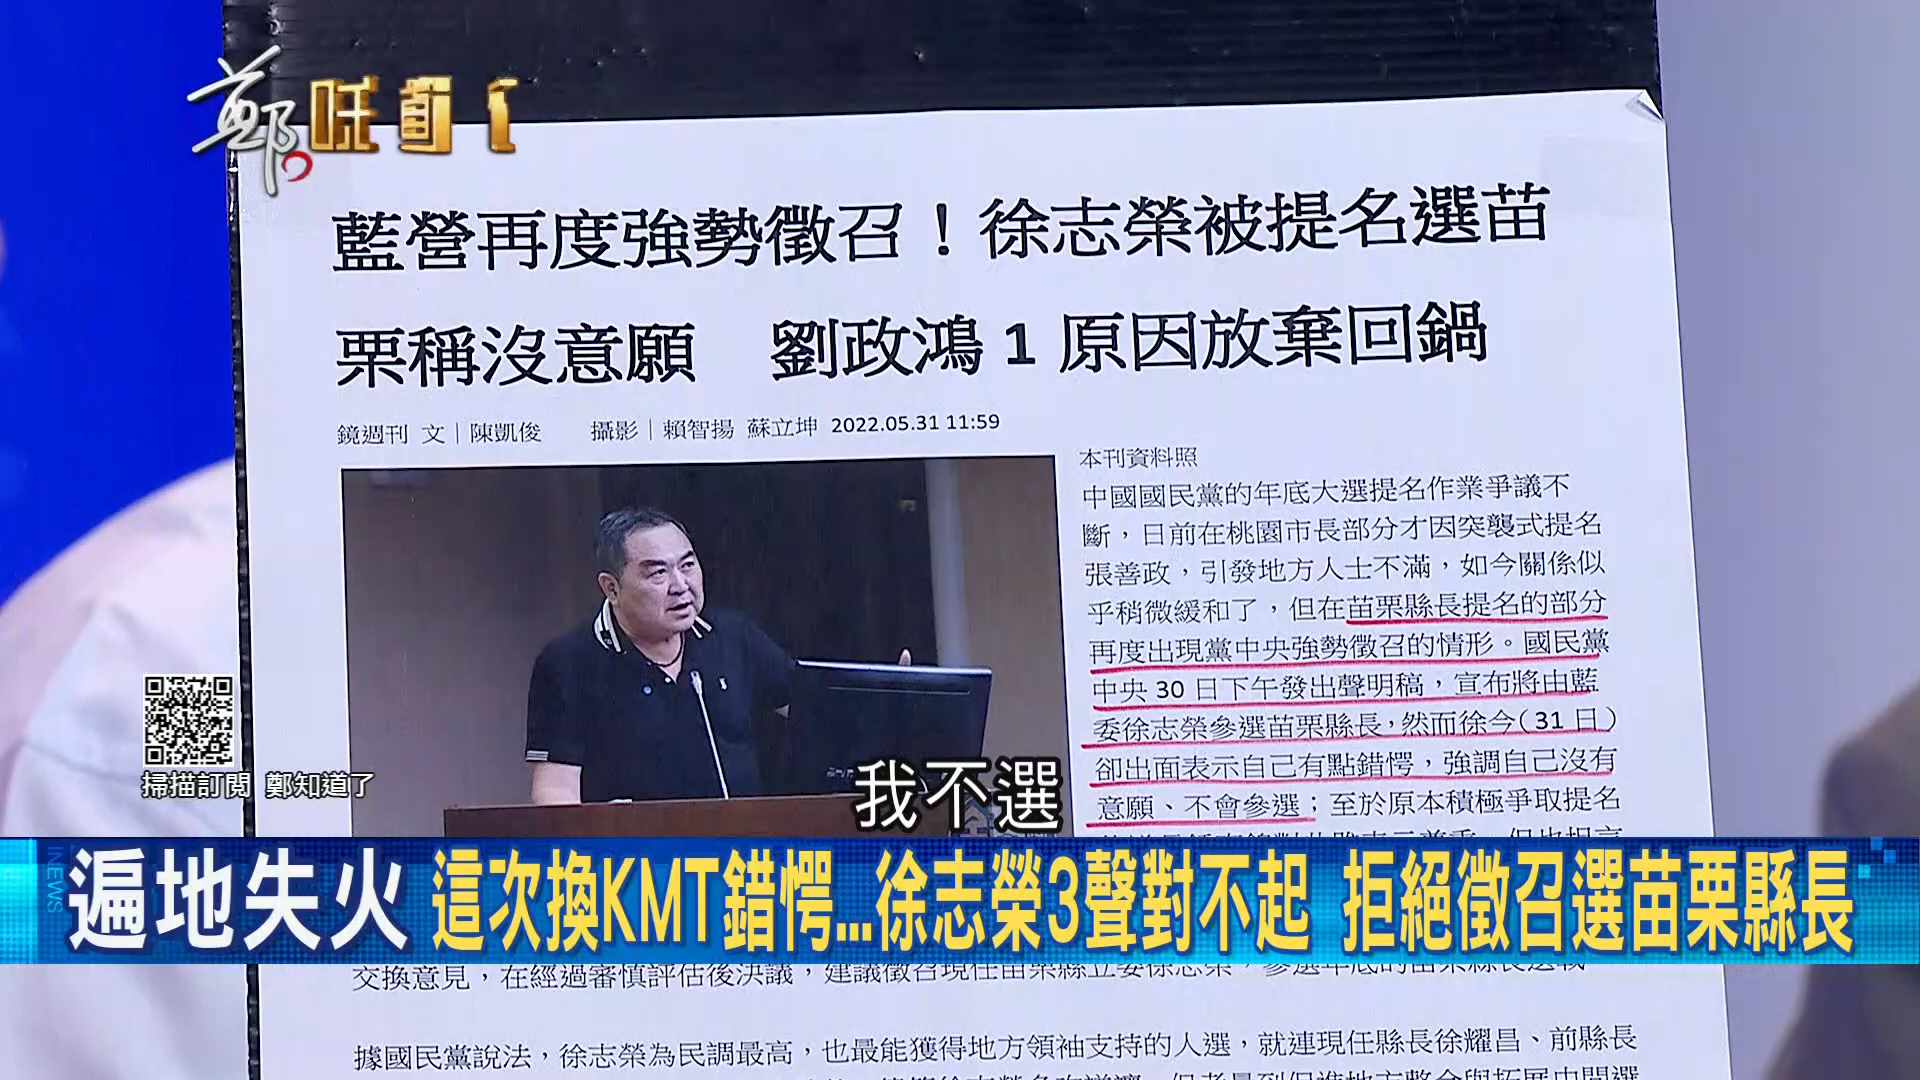 鄭
藍營再度強勢徵召！徐志榮被提名選苗
栗稱沒意願　劉政鴻1原因放棄回鍋
鏡週刊 文｜陳凱俊　攝影｜賴智揚 蘇立坤 2022.05.31 11:59
本刊資料照
中國國民黨的年底大選提名作業爭議不
斷，日前在桃園市長部分才因突襲式提名
張善政，引發地方人士不滿，如今關係似
乎稍微緩和了，但在苗栗縣長提名的部分
再度出現黨中央強勢徵召的情形。國民黨
中央30日下午發出聲明稿，宣布將由藍
委徐志榮參選苗栗縣長，然而徐今（31日）
卻出面表示自己有點錯愕，強調自己沒有
意願、不會參選；至於原本積極爭取提名
掃描訂閱 鄭知道了
我不選
NEWS
遍地失火
這次換KMT錯愕...徐志榮3聲對不起 拒絕徵召選苗栗縣長
交換意見，在經過審慎評估後決議，建議徵召現任苗栗縣立委徐志榮，參選年底的苗栗縣長選戰
據國民黨說法，徐志榮為民調最高，也最能獲得地方領袖支持的人選，就連現任縣長徐耀昌、前縣長